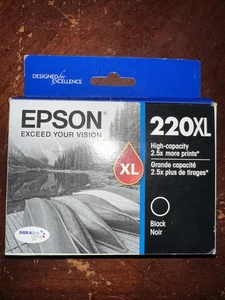 DESIGNED for
EXCELLENCE
EPSON
EXCEED YOUR VISION
220XL
High-capacity
2.5x more prints*
Grande capacité
2.5x plus de tirages*
XL
Black
Noir
DURABrite